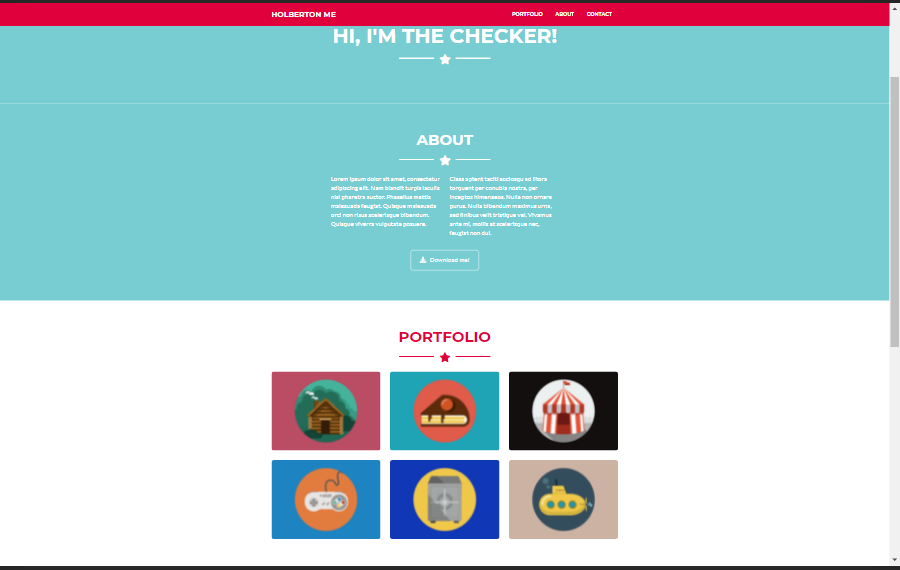 HOLBERTON ME
PORTFOLIO ABOUT CONTACT
HI, I'M THE CHECKER!
ABOUT
Lorem ipsum dolor sit amet, consectetur
adipiscing elit. Nam blandit turpis iaculis
nisl pharetra auctor. Phasellus mattis
malesuada feugiat. Quisque malesuada
orci non risus scelerisque bibendum.
Quisque viverra vulputate posuere.
Class aptent taciti sociosqu ad litora
torquent per conubia nostra, per
inceptos himenaeos. Nulla non ornare
purus. Nulla bibendum maximus urna,
sed finibus velit tristique vel. Vivamus
ante mi, mollis at scelerisque nec,
feugiat non dui.
Download me!
PORTFOLIO